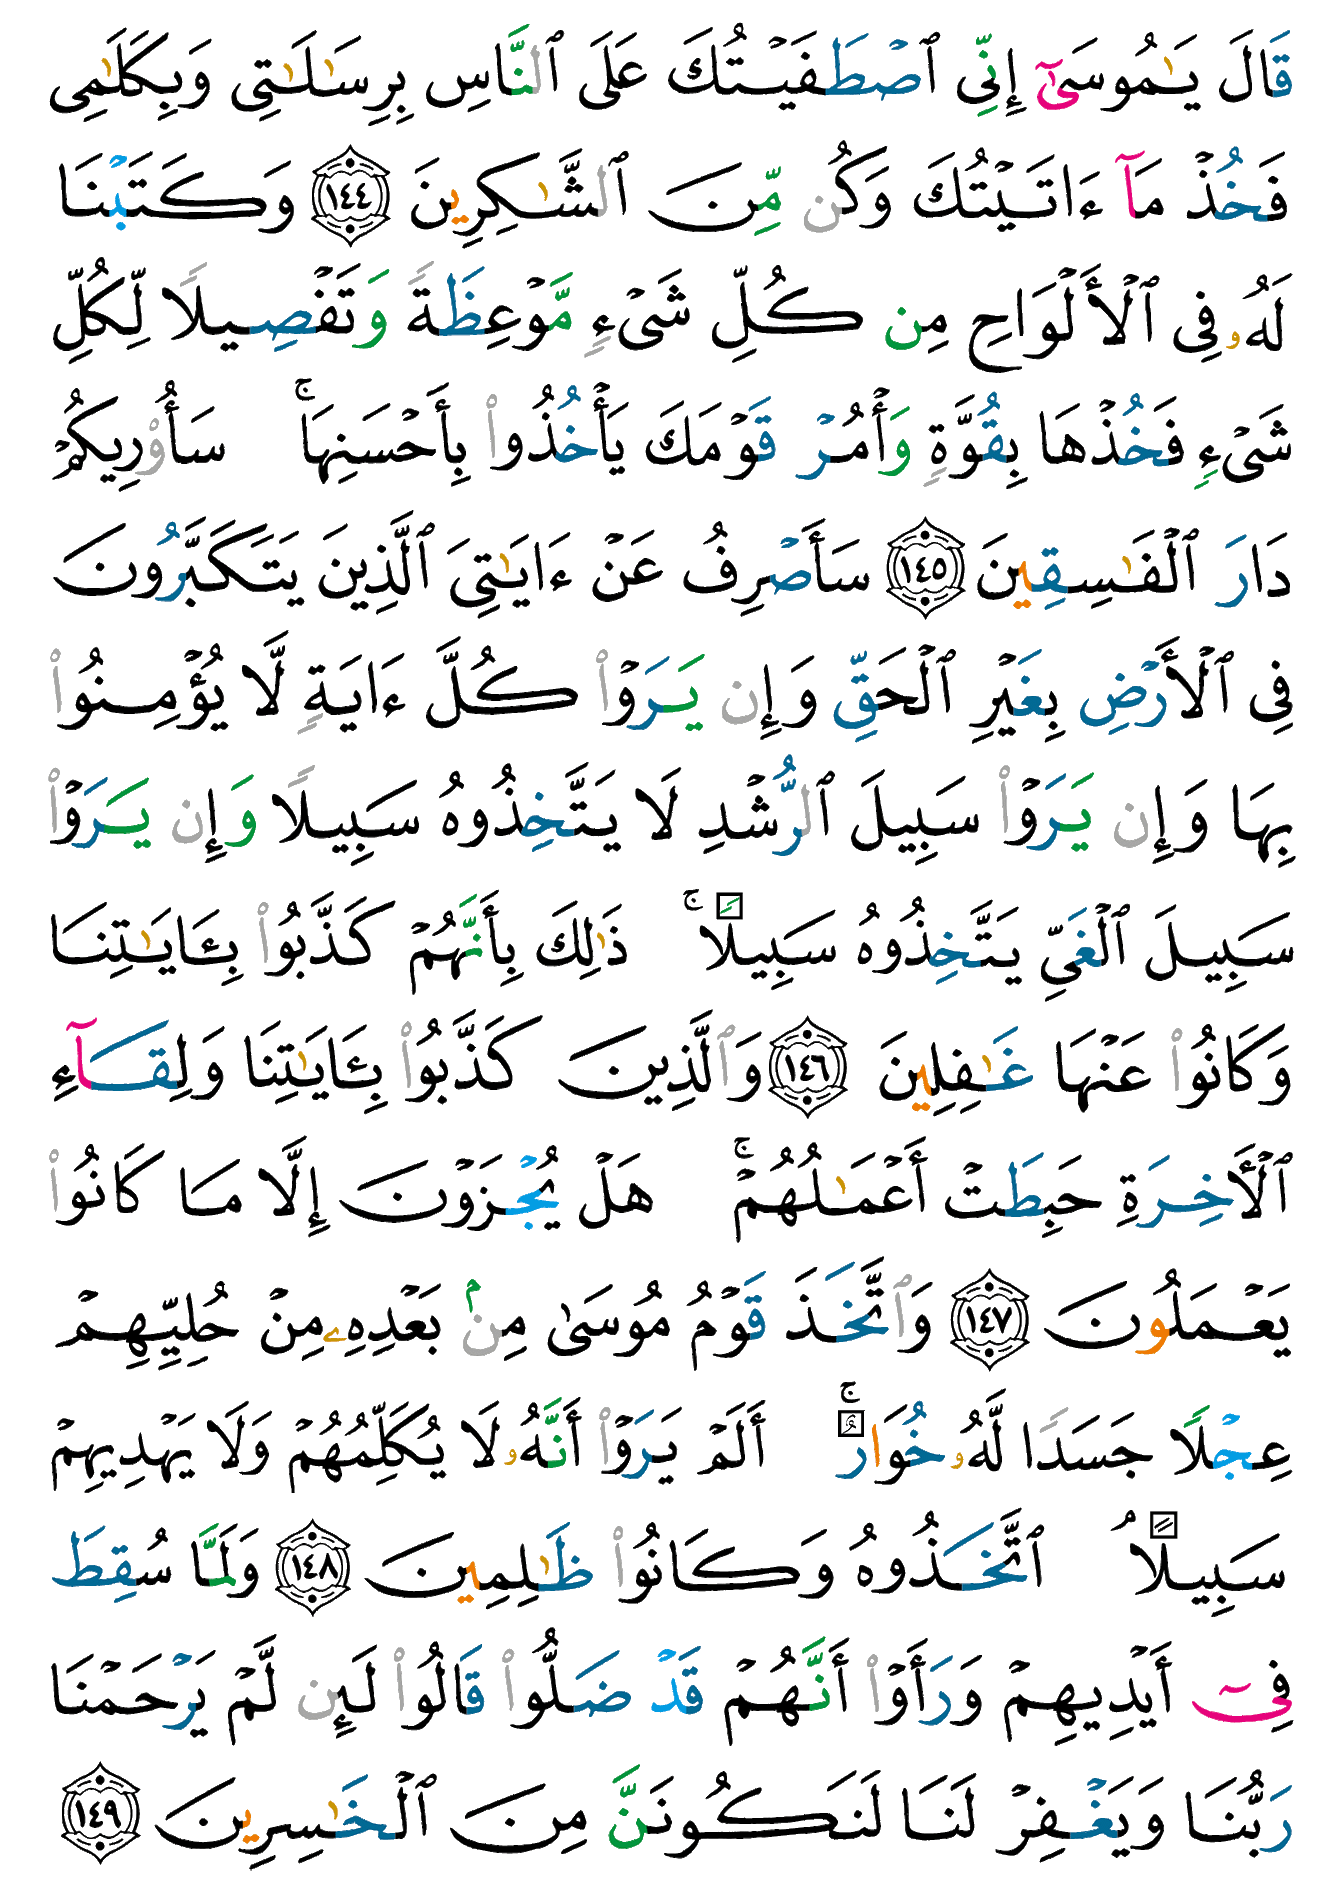 قَالَ يَـٰمُوسَىٰٓ إِنِّى ٱصْطَفَيْتُكَ عَلَى ٱلنَّاسِ بِرِسَـٰلَـٰتِى وَبِكَلَـٰمِى
فَخُذْ مَآ ءَاتَيْتُكَ وَكُن مِّنَ ٱلشَّـٰكِرِينَ ١٤٤ وَكَتَبْنَا
لَهُۥ فِى ٱلْأَلْوَاحِ مِن كُلِّ شَىْءٍ مَّوْعِظَةً وَتَفْصِيلًا لِّكُلِّ
شَىْءٍ فَخُذْهَا بِقُوَّةٍ وَأْمُرْ قَوْمَكَ يَأْخُذُوا۟ بِأَحْسَنِهَا ۚ سَأُو۟رِيكُمْ
دَارَ ٱلْفَـٰسِقِينَ ١٤٥ سَأَصْرِفُ عَنْ ءَايَـٰتِىَ ٱلَّذِينَ يَتَكَبَّرُونَ
فِى ٱلْأَرْضِ بِغَيْرِ ٱلْحَقِّ وَإِن يَرَوْا۟ كُلَّ ءَايَةٍ لَّا يُؤْمِنُوا۟
بِهَا وَإِن يَرَوْا۟ سَبِيلَ ٱلرُّشْدِ لَا يَتَّخِذُوهُ سَبِيلًا وَإِن يَرَوْا۟
سَبِيلَ ٱلْغَىِّ يَتَّخِذُوهُ سَبِيلًا ۚ ذَٰلِكَ بِأَنَّهُمْ كَذَّبُوا۟ بِـَٔايَـٰتِنَا
وَكَانُوا۟ عَنْهَا غَـٰفِلِينَ ١٤٦ وَٱلَّذِينَ كَذَّبُوا۟ بِـَٔايَـٰتِنَا وَلِقَآءِ
ٱلْـَٔاخِرَةِ حَبِطَتْ أَعْمَـٰلُهُمْ ۚ هَلْ يُجْزَوْنَ إِلَّا مَا كَانُوا۟
يَعْمَلُونَ ١٤٧ وَٱتَّخَذَ قَوْمُ مُوسَىٰ مِنۢ بَعْدِهِۦ مِنْ حُلِيِّهِمْ
عِجْلًا جَسَدًا لَّهُۥ خُوَارٌ ۚ أَلَمْ يَرَوْا۟ أَنَّهُۥ لَا يُكَلِّمُهُمْ وَلَا يَهْدِيهِمْ
سَبِيلًا ۘ ٱتَّخَذُوهُ وَكَانُوا۟ ظَـٰلِمِينَ ١٤٨ وَلَمَّا سُقِطَ
فِىٓ أَيْدِيهِمْ وَرَأَوْا۟ أَنَّهُمْ قَدْ ضَلُّوا۟ قَالُوا۟ لَئِن لَّمْ يَرْحَمْنَا
رَبُّنَا وَيَغْفِرْ لَنَا لَنَكُونَنَّ مِنَ ٱلْخَـٰسِرِينَ ١٤٩